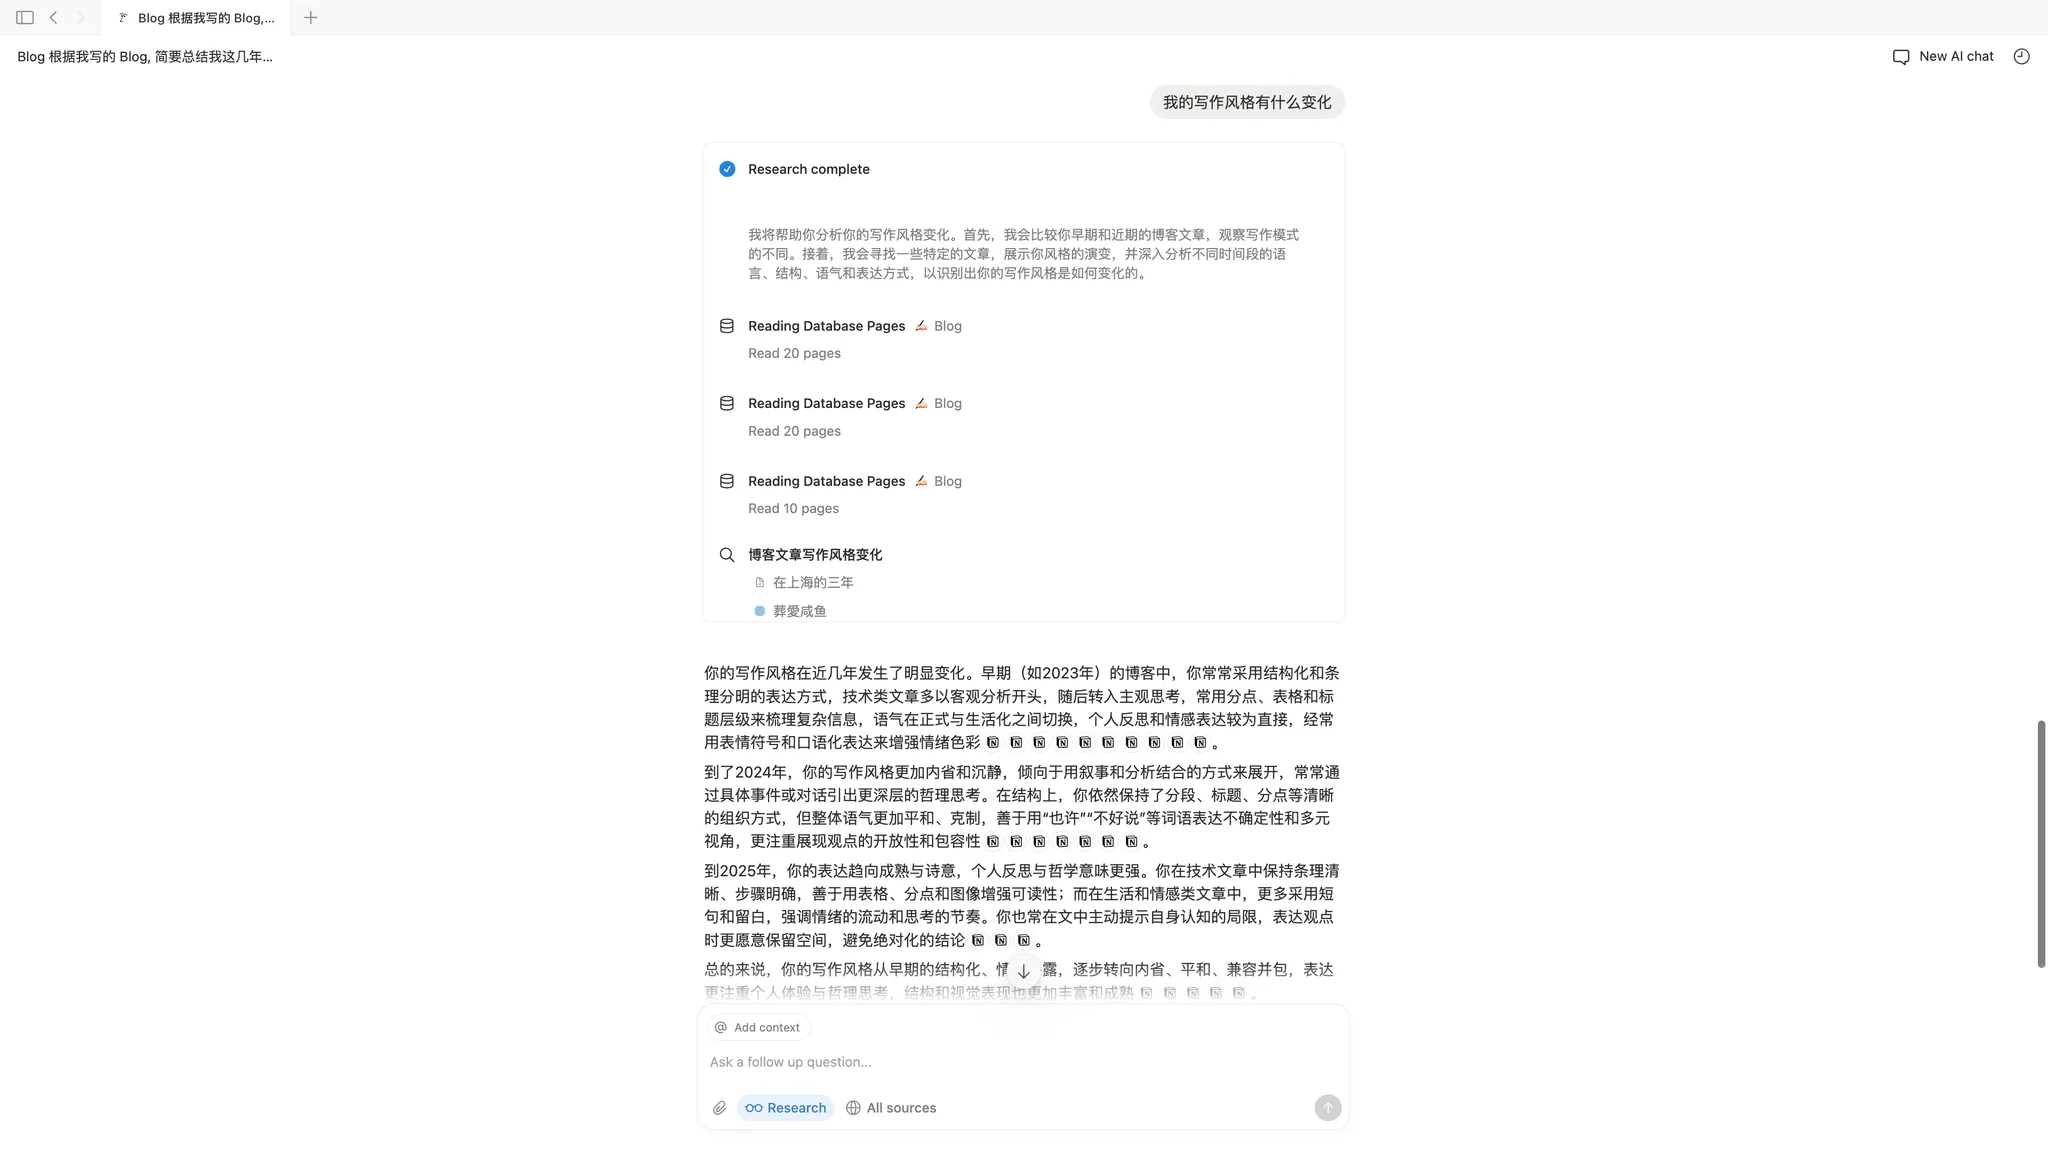 Blog 根据我写的 Blog,...
Blog 根据我写的 Blog, 简要总结我这几年...
New AI chat
我的写作风格有什么变化
Research complete
我将帮助你分析你的写作风格变化。首先，我会比较你早期和近期的博客文章，观察写作模式
的不同。接着，我会寻找一些特定的文章，展示你风格的演变，并深入分析不同时间段的语
言、结构、语气和表达方式，以识别出你的写作风格是如何变化的。
Reading Database Pages Blog
Read 20 pages
Reading Database Pages Blog
Read 20 pages
Reading Database Pages Blog
Read 10 pages
博客文章写作风格变化
在上海的三年
葬愛咸鱼
你的写作风格在近几年发生了明显变化。早期（如2023年）的博客中，你常常采用结构化和条
理分明的表达方式，技术类文章多以客观分析开头，随后转入主观思考，常用分点、表格和标
题层级来梳理复杂信息，语气在正式与生活化之间切换，个人反思和情感表达较为直接，经常
用表情符号和口语化表达来增强情绪色彩 。
到了2024年，你的写作风格更加内省和沉静，倾向于用叙事和分析结合的方式来展开，常常通
过具体事件或对话引出更深层的哲理思考。在结构上，你依然保持了分段、标题、分点等清晰
的组织方式，但整体语气更加平和、克制，善于用“也许”“不好说”等词语表达不确定性和多元
视角，更注重展现观点的开放性和包容性 。
到2025年，你的表达趋向成熟与诗意，个人反思与哲学意味更强。你在技术文章中保持条理清
晰、步骤明确，善于用表格、分点和图像增强可读性；而在生活和情感类文章中，更多采用短
句和留白，强调情绪的流动和思考的节奏。你也常在文中主动提示自身认知的局限，表达观点
时更愿意保留空间，避免绝对化的结论 。
总的来说，你的写作风格从早期的结构化、情 露，逐步转向内省、平和、兼容并包，表达
更注重个人体验与哲理思考，结构和视觉表现也更加丰富和成熟 。
Add context
Ask a follow up question...
Research
All sources